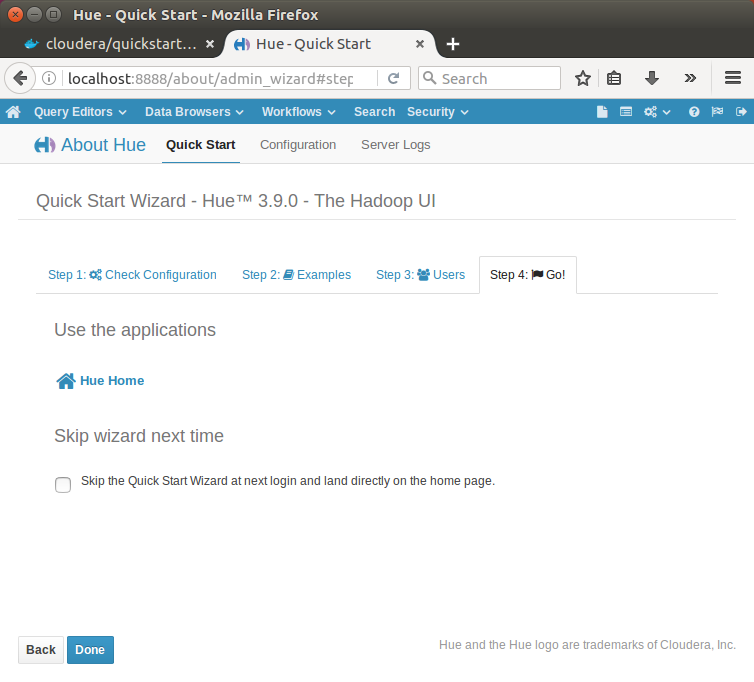 Hue - Quick Start - Mozilla Firefox
cloudera/quickstart... × Hue - Quick Start ×
localhost:8888/about/admin_wizard#step Search
Query Editors Data Browsers Workflows Search Security
About Hue Quick Start Configuration Server Logs
Quick Start Wizard - Hue™ 3.9.0 - The Hadoop UI
Step 1: Check Configuration Step 2: Examples Step 3: Users Step 4: Go!
Use the applications
Hue Home
Skip wizard next time
Skip the Quick Start Wizard at next login and land directly on the home page.
Back Done Hue and the Hue logo are trademarks of Cloudera, Inc.